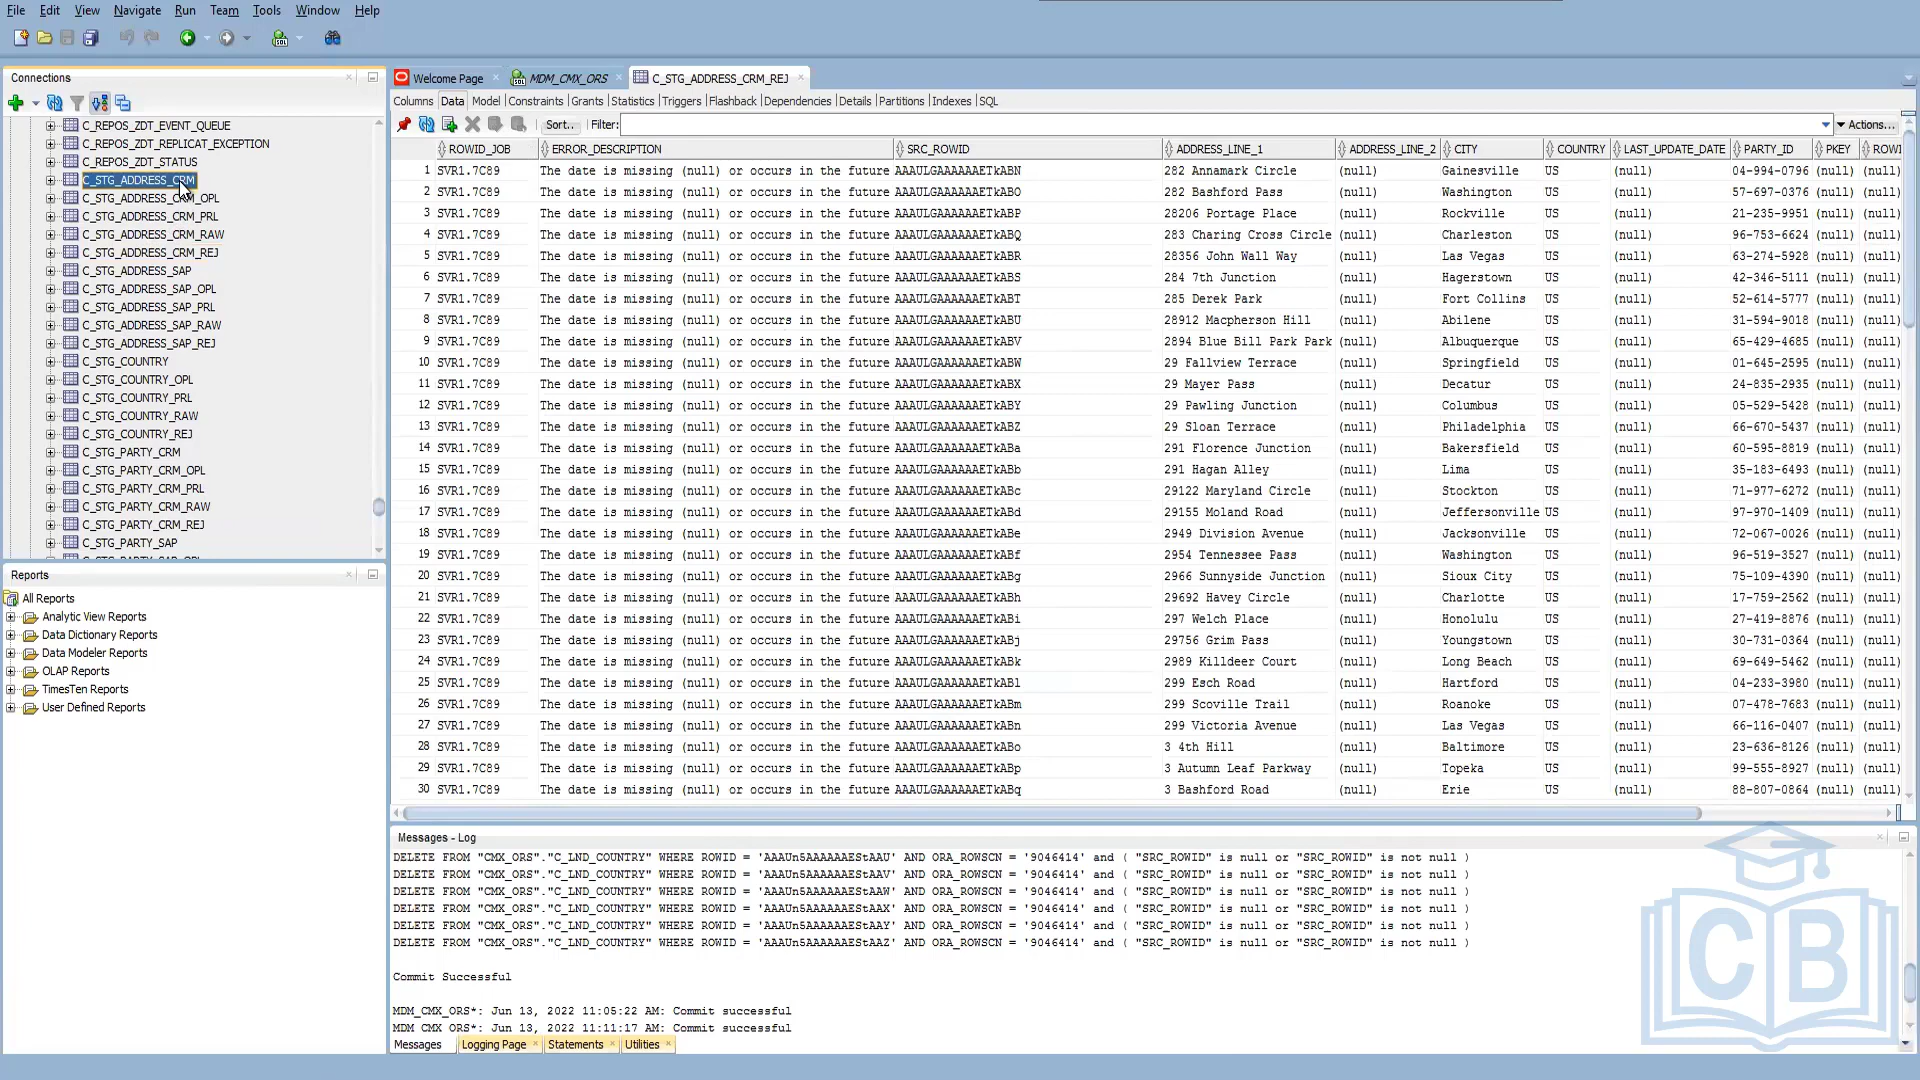 File Edit View Navigate Run Team Tools Window Help
Connections
C_REPOS_ZDT_EVENT_QUEUE
C_REPOS_ZDT_REPLICAT_EXCEPTION
C_REPOS_ZDT_STATUS
C_STG_ADDRESS_CRM
C_STG_ADDRESS_CRM_OPL
C_STG_ADDRESS_CRM_PRL
C_STG_ADDRESS_CRM_RAW
C_STG_ADDRESS_CRM_REJ
C_STG_ADDRESS_SAP
C_STG_ADDRESS_SAP_OPL
C_STG_ADDRESS_SAP_PRL
C_STG_ADDRESS_SAP_RAW
C_STG_ADDRESS_SAP_REJ
C_STG_COUNTRY
C_STG_COUNTRY_OPL
C_STG_COUNTRY_PRL
C_STG_COUNTRY_RAW
C_STG_COUNTRY_REJ
C_STG_PARTY_CRM
C_STG_PARTY_CRM_OPL
C_STG_PARTY_CRM_PRL
C_STG_PARTY_CRM_RAW
C_STG_PARTY_CRM_REJ
C_STG_PARTY_SAP
Reports
All Reports
Analytic View Reports
Data Dictionary Reports
Data Modeler Reports
OLAP Reports
TimesTen Reports
User Defined Reports
Welcome Page MDM_CMX_ORS C_STG_ADDRESS_CRM_REJ
Columns Data Model Constraints Grants Statistics Triggers Flashback Dependencies Details Partitions Indexes SQL
Sort.. Filter: Actions...
ROWID_JOB ERROR_DESCRIPTION SRC_ROWID ADDRESS_LINE_1 ADDRESS_LINE_2 CITY COUNTRY LAST_UPDATE_DATE PARTY_ID PKEY ROWI
1 SVR1.7C89 The date is missing (null) or occurs in the future AAAULGAAAAAETkABN 282 Annamark Circle (null) Gainesville US (null) 04-994-0796 (null) (null)
2 SVR1.7C89 The date is missing (null) or occurs in the future AAAULGAAAAAETkABO 282 Bashford Pass (null) Washington US (null) 57-697-0376 (null) (null)
3 SVR1.7C89 The date is missing (null) or occurs in the future AAAULGAAAAAETkABP 28206 Portage Place (null) Rockville US (null) 21-235-9951 (null) (null)
4 SVR1.7C89 The date is missing (null) or occurs in the future AAAULGAAAAAETkABQ 283 Charing Cross Circle (null) Charleston US (null) 96-753-6624 (null) (null)
5 SVR1.7C89 The date is missing (null) or occurs in the future AAAULGAAAAAETkABR 28356 John Wall Way (null) Las Vegas US (null) 63-274-5928 (null) (null)
6 SVR1.7C89 The date is missing (null) or occurs in the future AAAULGAAAAAETkABS 284 7th Junction (null) Hagerstown US (null) 42-346-5111 (null) (null)
7 SVR1.7C89 The date is missing (null) or occurs in the future AAAULGAAAAAETkABT 285 Derek Park (null) Fort Collins US (null) 52-614-5777 (null) (null)
8 SVR1.7C89 The date is missing (null) or occurs in the future AAAULGAAAAAETkABU 28912 Macpherson Hill (null) Abilene US (null) 31-594-9018 (null) (null)
9 SVR1.7C89 The date is missing (null) or occurs in the future AAAULGAAAAAETkABV 2894 Blue Bill Park Park (null) Albuquerque US (null) 65-429-4685 (null) (null)
10 SVR1.7C89 The date is missing (null) or occurs in the future AAAULGAAAAAETkABW 29 Fallview Terrace (null) Springfield US (null) 01-645-2595 (null) (null)
11 SVR1.7C89 The date is missing (null) or occurs in the future AAAULGAAAAAETkABX 29 Mayer Pass (null) Decatur US (null) 24-835-2935 (null) (null)
12 SVR1.7C89 The date is missing (null) or occurs in the future AAAULGAAAAAETkABY 29 Pawling Junction (null) Columbus US (null) 05-529-5428 (null) (null)
13 SVR1.7C89 The date is missing (null) or occurs in the future AAAULGAAAAAETkABZ 29 Sloan Terrace (null) Philadelphia US (null) 66-670-5437 (null) (null)
14 SVR1.7C89 The date is missing (null) or occurs in the future AAAULGAAAAAETkABa 291 Florence Junction (null) Bakersfield US (null) 60-595-8819 (null) (null)
15 SVR1.7C89 The date is missing (null) or occurs in the future AAAULGAAAAAETkABb 291 Hagan Alley (null) Lima US (null) 35-183-6493 (null) (null)
16 SVR1.7C89 The date is missing (null) or occurs in the future AAAULGAAAAAETkABc 29122 Maryland Circle (null) Stockton US (null) 71-977-6272 (null) (null)
17 SVR1.7C89 The date is missing (null) or occurs in the future AAAULGAAAAAETkABd 29155 Moland Road (null) Jeffersonville US (null) 97-970-1409 (null) (null)
18 SVR1.7C89 The date is missing (null) or occurs in the future AAAULGAAAAAETkABe 2949 Division Avenue (null) Jacksonville US (null) 72-067-0026 (null) (null)
19 SVR1.7C89 The date is missing (null) or occurs in the future AAAULGAAAAAETkABf 2954 Tennessee Pass (null) Washington US (null) 96-519-3527 (null) (null)
20 SVR1.7C89 The date is missing (null) or occurs in the future AAAULGAAAAAETkABg 2966 Sunnyside Junction (null) Sioux City US (null) 75-109-4390 (null) (null)
21 SVR1.7C89 The date is missing (null) or occurs in the future AAAULGAAAAAETkABh 29692 Havey Circle (null) Charlotte US (null) 17-759-2562 (null) (null)
22 SVR1.7C89 The date is missing (null) or occurs in the future AAAULGAAAAAETkABi 297 Welch Place (null) Honolulu US (null) 27-419-8876 (null) (null)
23 SVR1.7C89 The date is missing (null) or occurs in the future AAAULGAAAAAETkABj 29756 Grim Pass (null) Youngstown US (null) 30-731-0364 (null) (null)
24 SVR1.7C89 The date is missing (null) or occurs in the future AAAULGAAAAAETkABk 2989 Killdeer Court (null) Long Beach US (null) 69-649-5462 (null) (null)
25 SVR1.7C89 The date is missing (null) or occurs in the future AAAULGAAAAAETkABl 299 Esch Road (null) Hartford US (null) 04-233-3980 (null) (null)
26 SVR1.7C89 The date is missing (null) or occurs in the future AAAULGAAAAAETkABm 299 Scoville Trail (null) Roanoke US (null) 07-478-7683 (null) (null)
27 SVR1.7C89 The date is missing (null) or occurs in the future AAAULGAAAAAETkABn 299 Victoria Avenue (null) Las Vegas US (null) 66-116-0407 (null) (null)
28 SVR1.7C89 The date is missing (null) or occurs in the future AAAULGAAAAAETkABo 3 4th Hill (null) Baltimore US (null) 23-636-8126 (null) (null)
29 SVR1.7C89 The date is missing (null) or occurs in the future AAAULGAAAAAETkABp 3 Autumn Leaf Parkway (null) Topeka US (null) 99-555-8927 (null) (null)
30 SVR1.7C89 The date is missing (null) or occurs in the future AAAULGAAAAAETkABq 3 Bashford Road (null) Erie US (null) 88-807-0864 (null) (null)
Messages - Log
DELETE FROM "CMX_ORS"."C_LND_COUNTRY" WHERE ROWID = 'AAAUn5AAAAAAEStAAU' AND ORA_ROWSCN = '9046414' and ( "SRC_ROWID" is null or "SRC_ROWID" is not null )
DELETE FROM "CMX_ORS"."C_LND_COUNTRY" WHERE ROWID = 'AAAUn5AAAAAAEStAAV' AND ORA_ROWSCN = '9046414' and ( "SRC_ROWID" is null or "SRC_ROWID" is not null )
DELETE FROM "CMX_ORS"."C_LND_COUNTRY" WHERE ROWID = 'AAAUn5AAAAAAEStAAW' AND ORA_ROWSCN = '9046414' and ( "SRC_ROWID" is null or "SRC_ROWID" is not null )
DELETE FROM "CMX_ORS"."C_LND_COUNTRY" WHERE ROWID = 'AAAUn5AAAAAAEStAAX' AND ORA_ROWSCN = '9046414' and ( "SRC_ROWID" is null or "SRC_ROWID" is not null )
DELETE FROM "CMX_ORS"."C_LND_COUNTRY" WHERE ROWID = 'AAAUn5AAAAAAEStAAY' AND ORA_ROWSCN = '9046414' and ( "SRC_ROWID" is null or "SRC_ROWID" is not null )
DELETE FROM "CMX_ORS"."C_LND_COUNTRY" WHERE ROWID = 'AAAUn5AAAAAAEStAAZ' AND ORA_ROWSCN = '9046414' and ( "SRC_ROWID" is null or "SRC_ROWID" is not null )
Commit Successful
MDM_CMX_ORS*: Jun 13, 2022 11:05:22 AM: Commit successful
MDM CMX ORS*: Jun 13, 2022 11:11:17 AM: Commit successful
Messages Logging Page Statements Utilities
CB